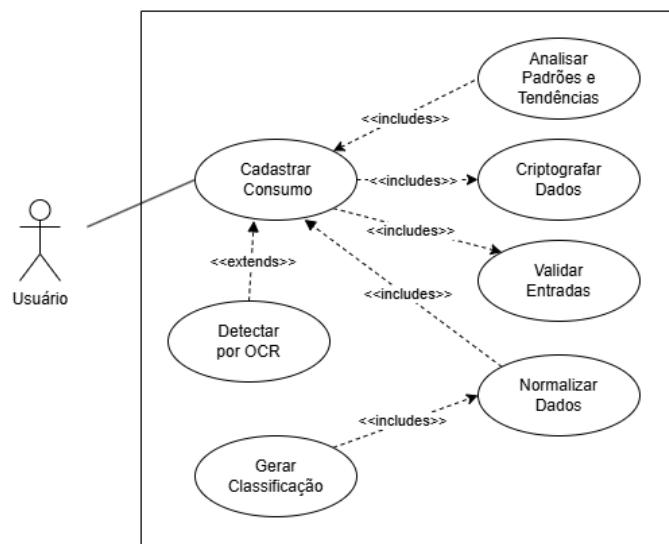 Analisar
Padrões e
Tendências
<<includes>>
Cadastrar
Consumo
<<includes>>
Criptografar
Dados
<<includes>>
Validar
Entradas
Usuário
<<extends>>
<<includes>>
Detectar
por OCR
Normalizar
Dados
<<includes>>
Gerar
Classificação